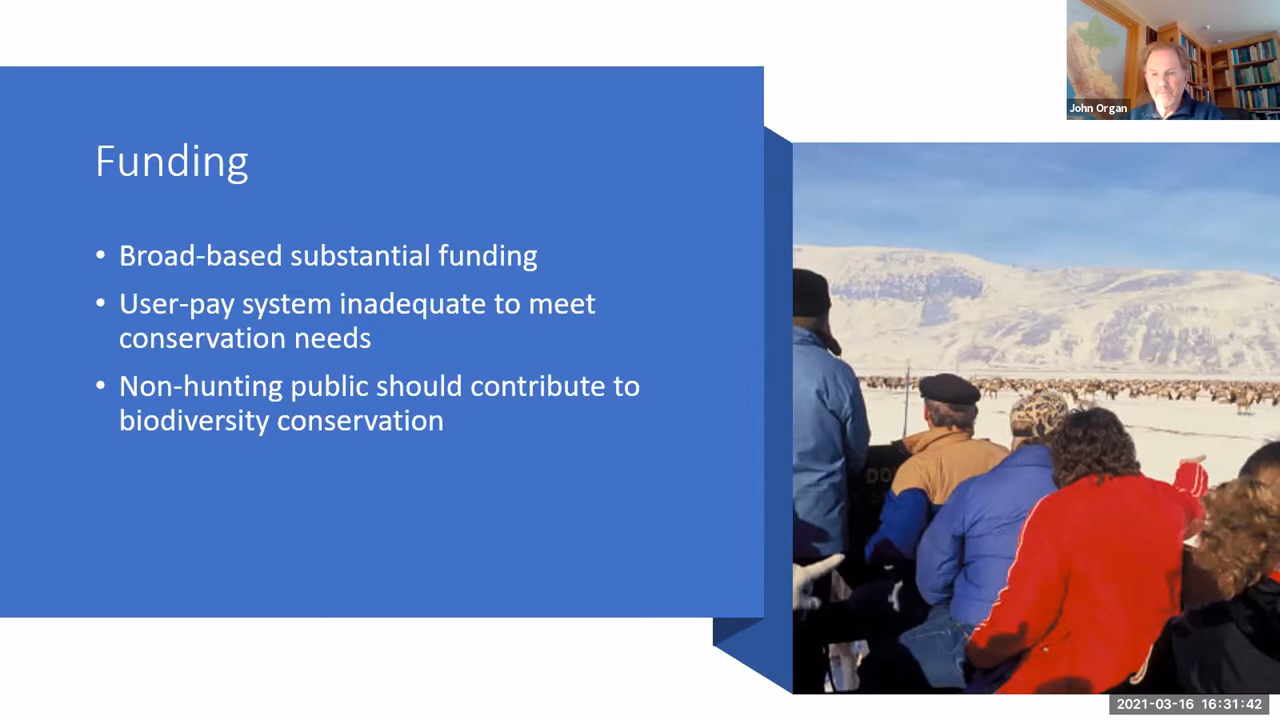 John Organ
Funding
• Broad-based substantial funding
• User-pay system inadequate to meet
conservation needs
• Non-hunting public should contribute to
biodiversity conservation
DO
2021-03-16 16:31:42